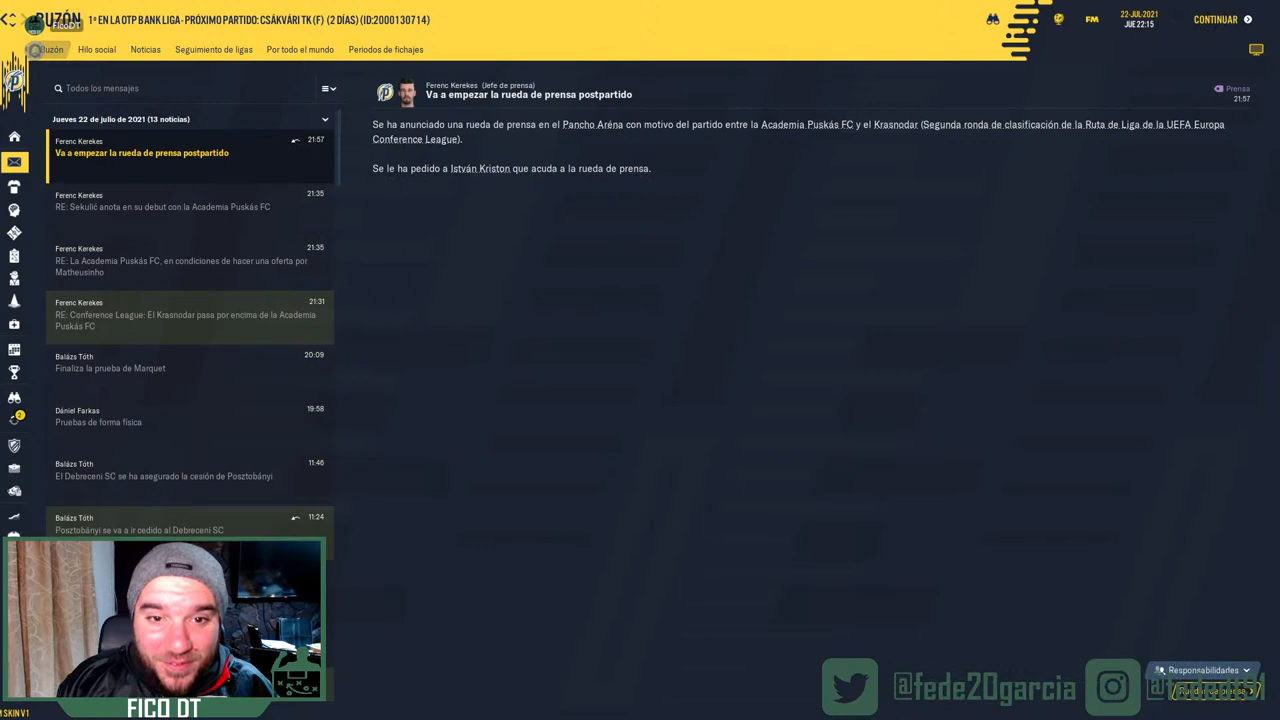 BUZÓN
FicoDT
1ª EN LA OTP BANK LIGA - PRÓXIMO PARTIDO: CSÁKVÁRI TK (F) (2 DÍAS) (ID:2000130714)
FM
22-JUL-2021
JUE 22:15
CONTINUAR
Buzón Hilo social Noticias Seguimiento de ligas Por todo el mundo Periodos de fichajes
Todos los mensajes
Jueves 22 de julio de 2021 (13 noticias)
Ferenc Kerekes 21:57
Va a empezar la rueda de prensa postpartido
Ferenc Kerekes 21:35
RE: Sekulić anota en su debut con la Academia Puskás FC
Ferenc Kerekes 21:35
RE: La Academia Puskás FC, en condiciones de hacer una oferta por
Matheusinho
Ferenc Kerekes 21:31
RE: Conference League: El Krasnodar pasa por encima de la Academia
Puskás FC
Balázs Tóth 20:09
Finaliza la prueba de Marquet
Dániel Farkas 19:58
Pruebas de forma física
Balázs Tóth 11:46
El Debreceni SC se ha asegurado la cesión de Posztobányi
Balázs Tóth 11:24
Posztobányi se va a ir cedido al Debreceni SC
2
Ferenc Kerekes (Jefe de prensa)
Va a empezar la rueda de prensa postpartido
Prensa
21:57
Se ha anunciado una rueda de prensa en el Pancho Aréna con motivo del partido entre la Academia Puskás FC y el Krasnodar (Segunda ronda de clasificación de la Ruta de Liga de la UEFA Europa
Conference League).
Se le ha pedido a István Kriston que acuda a la rueda de prensa.
Responsabilidades
@fede20garcia
FICO DT
SKIN V1